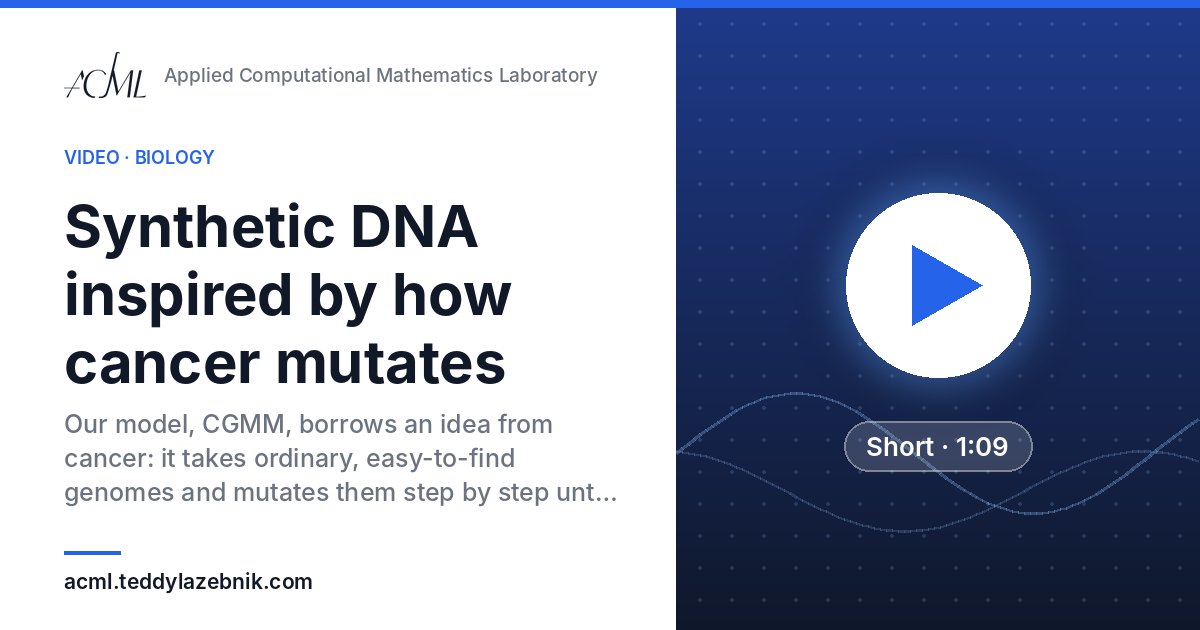 ACML Applied Computational Mathematics Laboratory
VIDEO · BIOLOGY
Synthetic DNA
inspired by how
cancer mutates
Our model, CGMM, borrows an idea from
cancer: it takes ordinary, easy-to-find
genomes and mutates them step by step unt...
acml.teddylazebnik.com
Short · 1:09